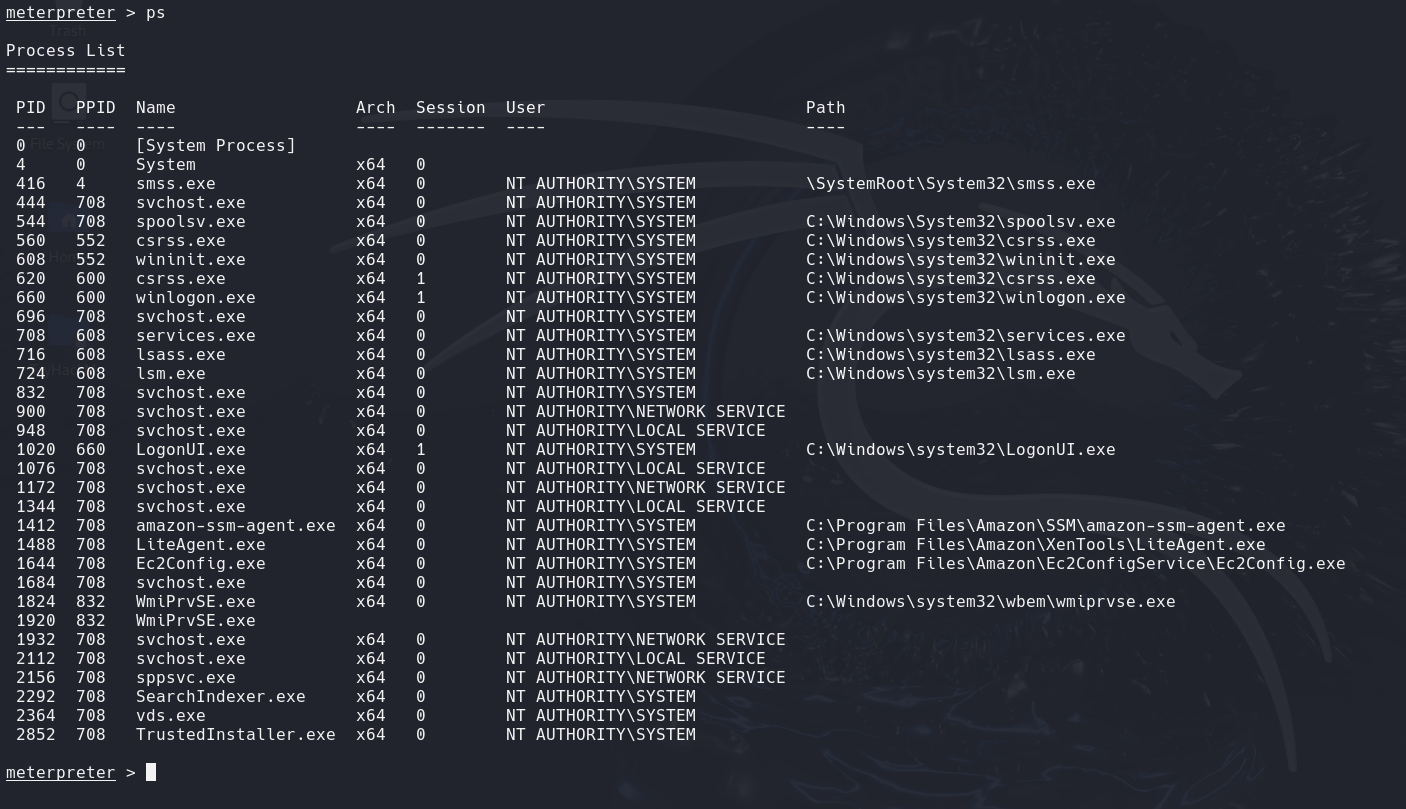 meterpreter > ps
Process List
============
PID PPID Name Arch Session User Path
--- ---- ---- ---- ------- ---- ----
0 0 [System Process]
4 0 System x64 0
416 4 smss.exe x64 0 NT AUTHORITY\SYSTEM \SystemRoot\System32\smss.exe
444 708 svchost.exe x64 0 NT AUTHORITY\SYSTEM
544 708 spoolsv.exe x64 0 NT AUTHORITY\SYSTEM C:\Windows\System32\spoolsv.exe
560 552 csrss.exe x64 0 NT AUTHORITY\SYSTEM C:\Windows\system32\csrss.exe
608 552 wininit.exe x64 0 NT AUTHORITY\SYSTEM C:\Windows\system32\wininit.exe
620 600 csrss.exe x64 1 NT AUTHORITY\SYSTEM C:\Windows\system32\csrss.exe
660 600 winlogon.exe x64 1 NT AUTHORITY\SYSTEM C:\Windows\system32\winlogon.exe
696 708 svchost.exe x64 0 NT AUTHORITY\SYSTEM
708 608 services.exe x64 0 NT AUTHORITY\SYSTEM C:\Windows\system32\services.exe
716 608 lsass.exe x64 0 NT AUTHORITY\SYSTEM C:\Windows\system32\lsass.exe
724 608 lsm.exe x64 0 NT AUTHORITY\SYSTEM C:\Windows\system32\lsm.exe
832 708 svchost.exe x64 0 NT AUTHORITY\SYSTEM
900 708 svchost.exe x64 0 NT AUTHORITY\NETWORK SERVICE
948 708 svchost.exe x64 0 NT AUTHORITY\LOCAL SERVICE
1020 660 LogonUI.exe x64 1 NT AUTHORITY\SYSTEM C:\Windows\system32\LogonUI.exe
1076 708 svchost.exe x64 0 NT AUTHORITY\LOCAL SERVICE
1172 708 svchost.exe x64 0 NT AUTHORITY\NETWORK SERVICE
1344 708 svchost.exe x64 0 NT AUTHORITY\LOCAL SERVICE
1412 708 amazon-ssm-agent.exe x64 0 NT AUTHORITY\SYSTEM C:\Program Files\Amazon\SSM\amazon-ssm-agent.exe
1488 708 LiteAgent.exe x64 0 NT AUTHORITY\SYSTEM C:\Program Files\Amazon\XenTools\LiteAgent.exe
1644 708 Ec2Config.exe x64 0 NT AUTHORITY\SYSTEM C:\Program Files\Amazon\Ec2ConfigService\Ec2Config.exe
1684 708 svchost.exe x64 0 NT AUTHORITY\SYSTEM
1824 832 WmiPrvSE.exe x64 0 NT AUTHORITY\SYSTEM C:\Windows\system32\wbem\wmiprvse.exe
1920 832 WmiPrvSE.exe
1932 708 svchost.exe x64 0 NT AUTHORITY\NETWORK SERVICE
2112 708 svchost.exe x64 0 NT AUTHORITY\LOCAL SERVICE
2156 708 sppsvc.exe x64 0 NT AUTHORITY\NETWORK SERVICE
2292 708 SearchIndexer.exe x64 0 NT AUTHORITY\SYSTEM
2364 708 vds.exe x64 0 NT AUTHORITY\SYSTEM
2852 708 TrustedInstaller.exe x64 0 NT AUTHORITY\SYSTEM
meterpreter >